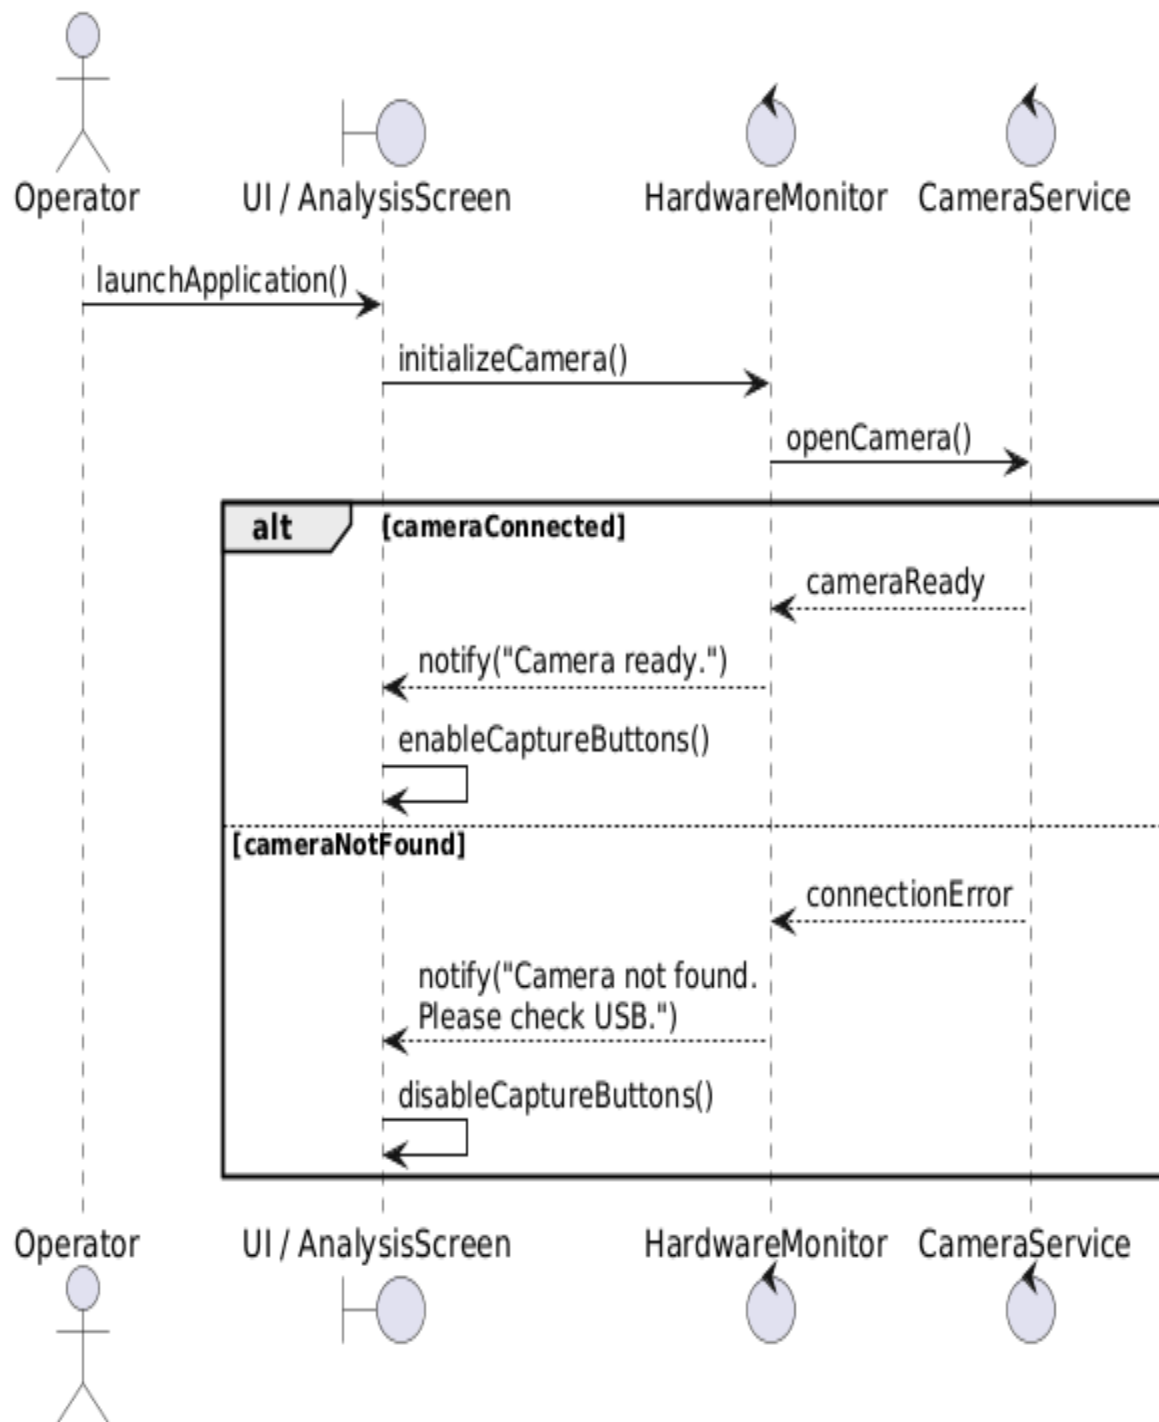 Operator
UI / AnalysisScreen
HardwareMonitor
CameraService
launchApplication()
initializeCamera()
openCamera()
alt
[cameraConnected]
cameraReady
notify("Camera ready.")
enableCaptureButtons()
[cameraNotFound]
connectionError
notify("Camera not found.
Please check USB.")
disableCaptureButtons()
Operator
UI / AnalysisScreen
HardwareMonitor
CameraService